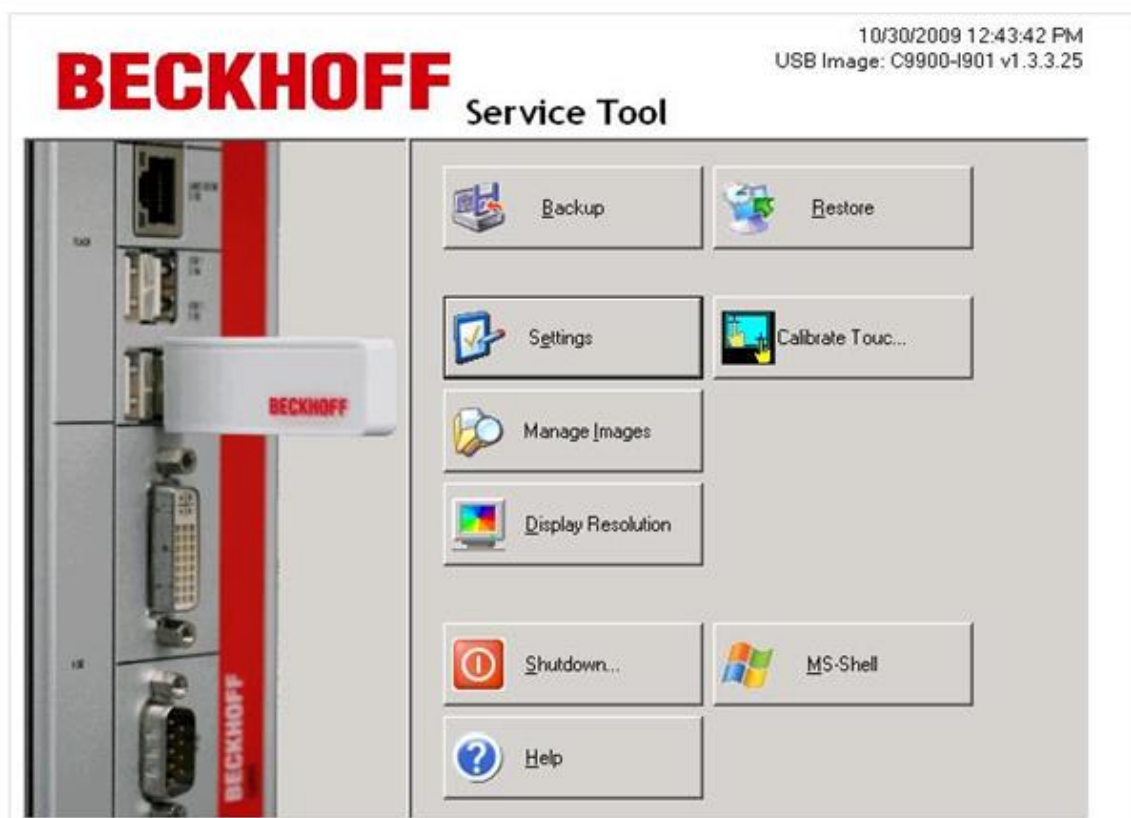 BECKHOFF
Service Tool
10/30/2009 12:43:42 PM
USB Image: C9900-I901 v1.3.3.25
Backup
Restore
Settings
Calibrate Touc...
Manage Images
Display Resolution
Shutdown...
MS-Shell
Help
BECKHOFF
BECKHOFF